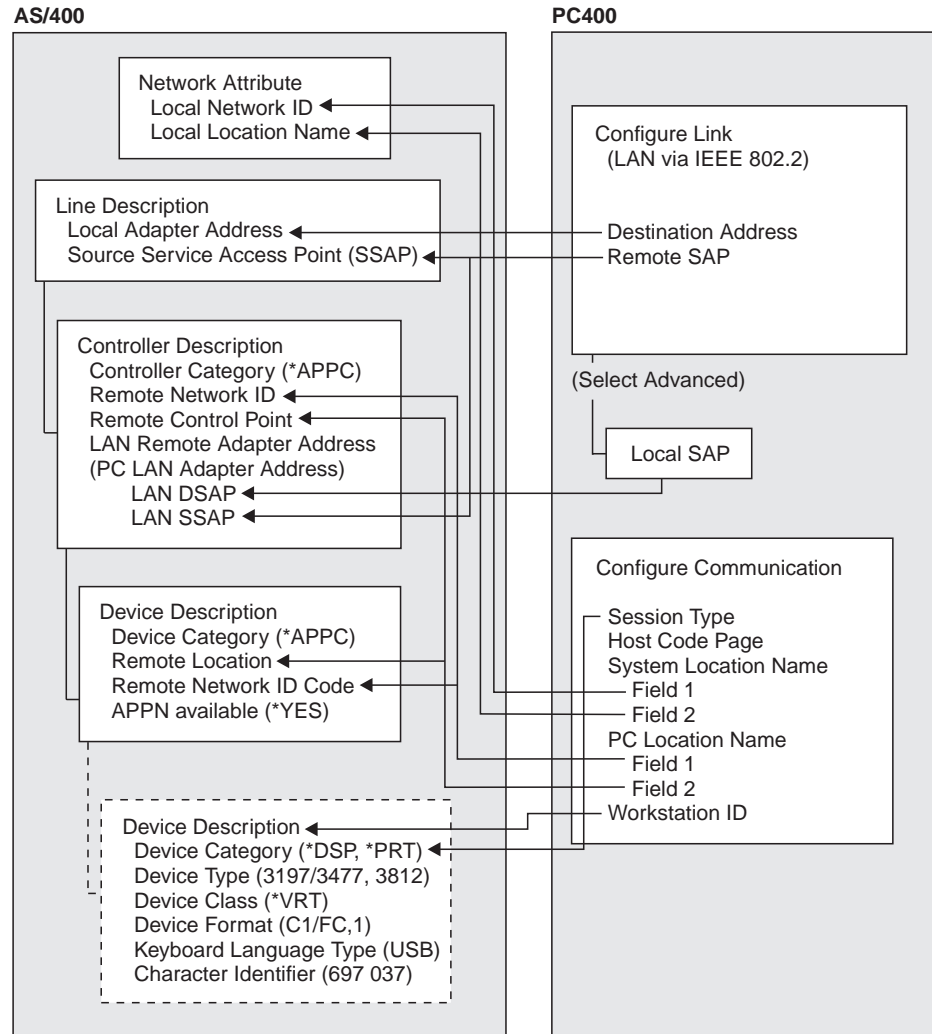 AS/400
PC400
Network Attribute
Local Network ID
Local Location Name
Line Description
Local Adapter Address
Source Service Access Point (SSAP)
Controller Description
Controller Category (*APPC)
Remote Network ID
Remote Control Point
LAN Remote Adapter Address
(PC LAN Adapter Address)
LAN DSAP
LAN SSAP
Device Description
Device Category (*APPC)
Remote Location
Remote Network ID Code
APPN available (*YES)
Device Description
Device Category (*DSP, *PRT)
Device Type (3197/3477, 3812)
Device Class (*VRT)
Device Format (C1/FC,1)
Keyboard Language Type (USB)
Character Identifier (697 037)
Configure Link
(LAN via IEEE 802.2)
Destination Address
Remote SAP
(Select Advanced)
Local SAP
Configure Communication
Session Type
Host Code Page
System Location Name
Field 1
Field 2
PC Location Name
Field 1
Field 2
Workstation ID